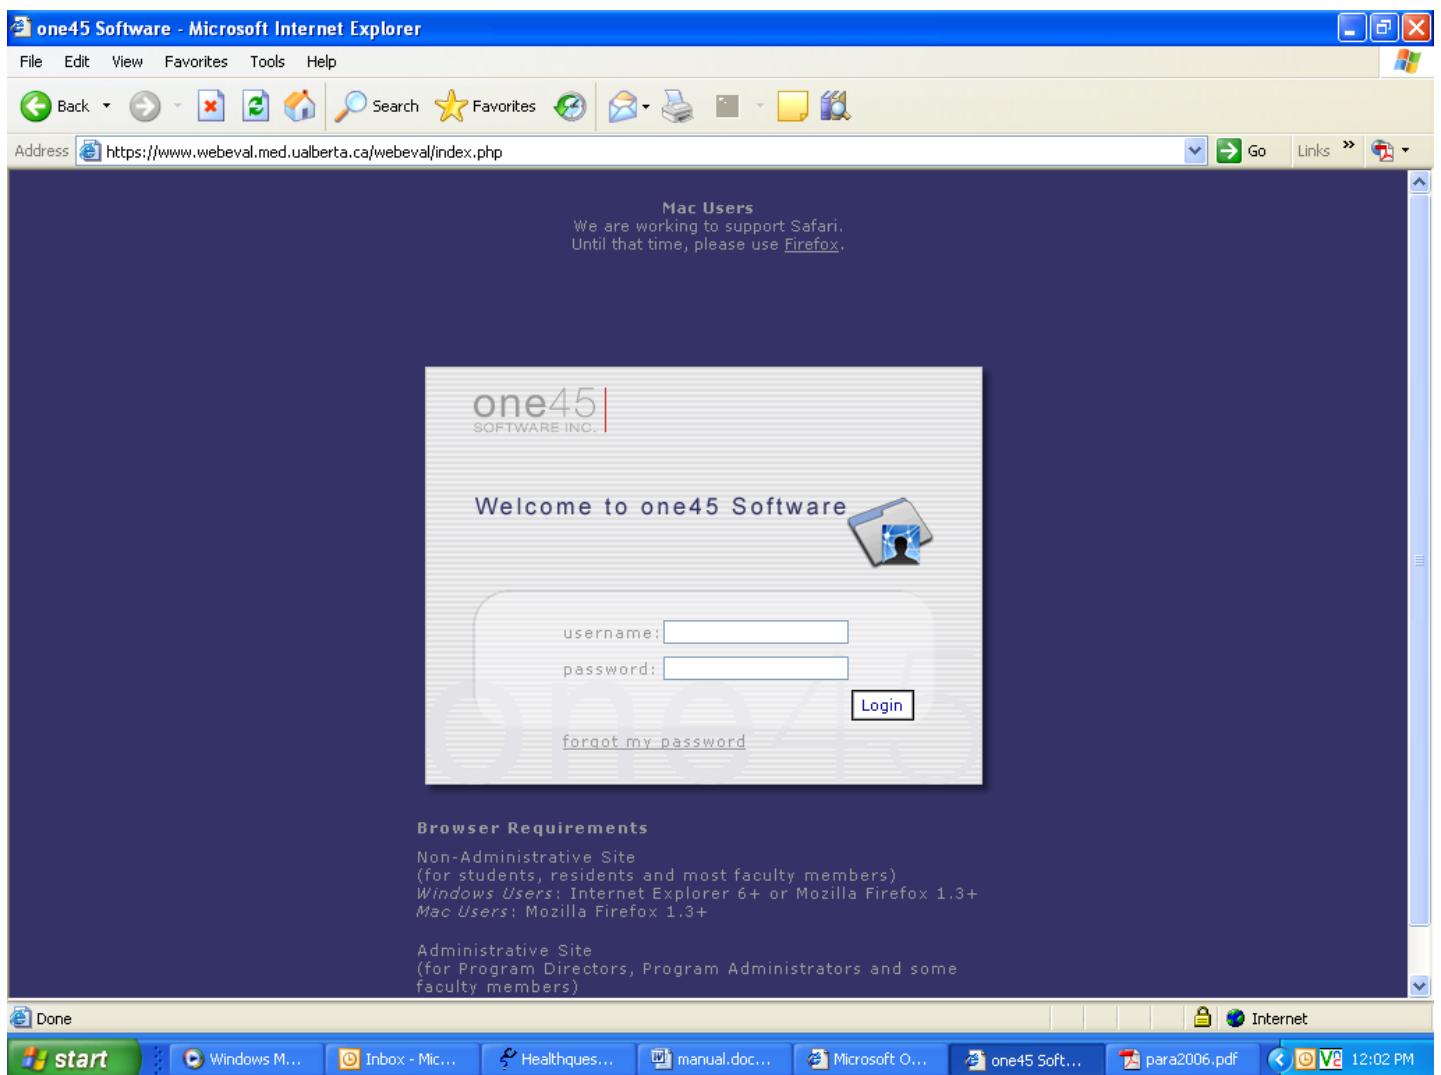 one45 Software - Microsoft Internet Explorer
File Edit View Favorites Tools Help
Back Search Favorites
Address https://www.webeval.med.ualberta.ca/webeval/index.php Go Links »
Mac Users
We are working to support Safari.
Until that time, please use Firefox.
one45
SOFTWARE INC.
Welcome to one45 Software
username:
password:
Login
forgot my password
one45
Browser Requirements
Non-Administrative Site
(for students, residents and most faculty members)
Windows Users: Internet Explorer 6+ or Mozilla Firefox 1.3+
Mac Users: Mozilla Firefox 1.3+
Administrative Site
(for Program Directors, Program Administrators and some
faculty members)
Done Internet
start Windows M... Inbox - Mic... Healthques... manual.doc... Microsoft O... one45 Soft... para2006.pdf 12:02 PM